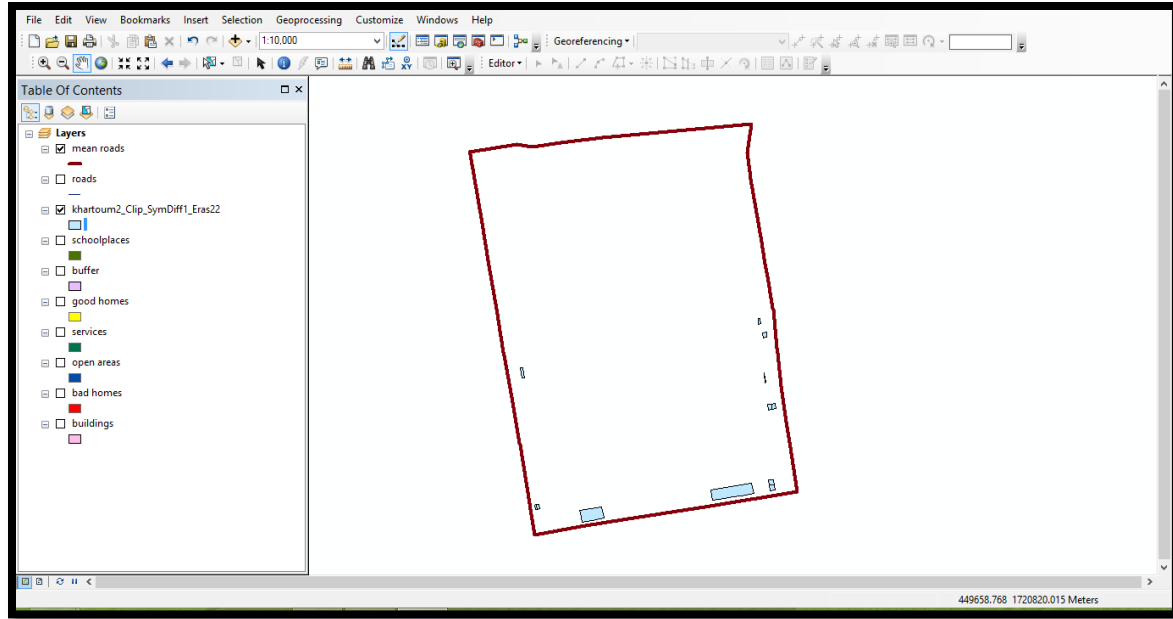 File Edit View Bookmarks Insert Selection Geoprocessing Customize Windows Help
1:10,000 Georeferencing
Editor
Table Of Contents
Layers
mean roads
roads
khartoum2_Clip_SymDiff1_Eras22
schoolplaces
buffer
good homes
services
open areas
bad homes
buildings
449658.768 1720820.015 Meters